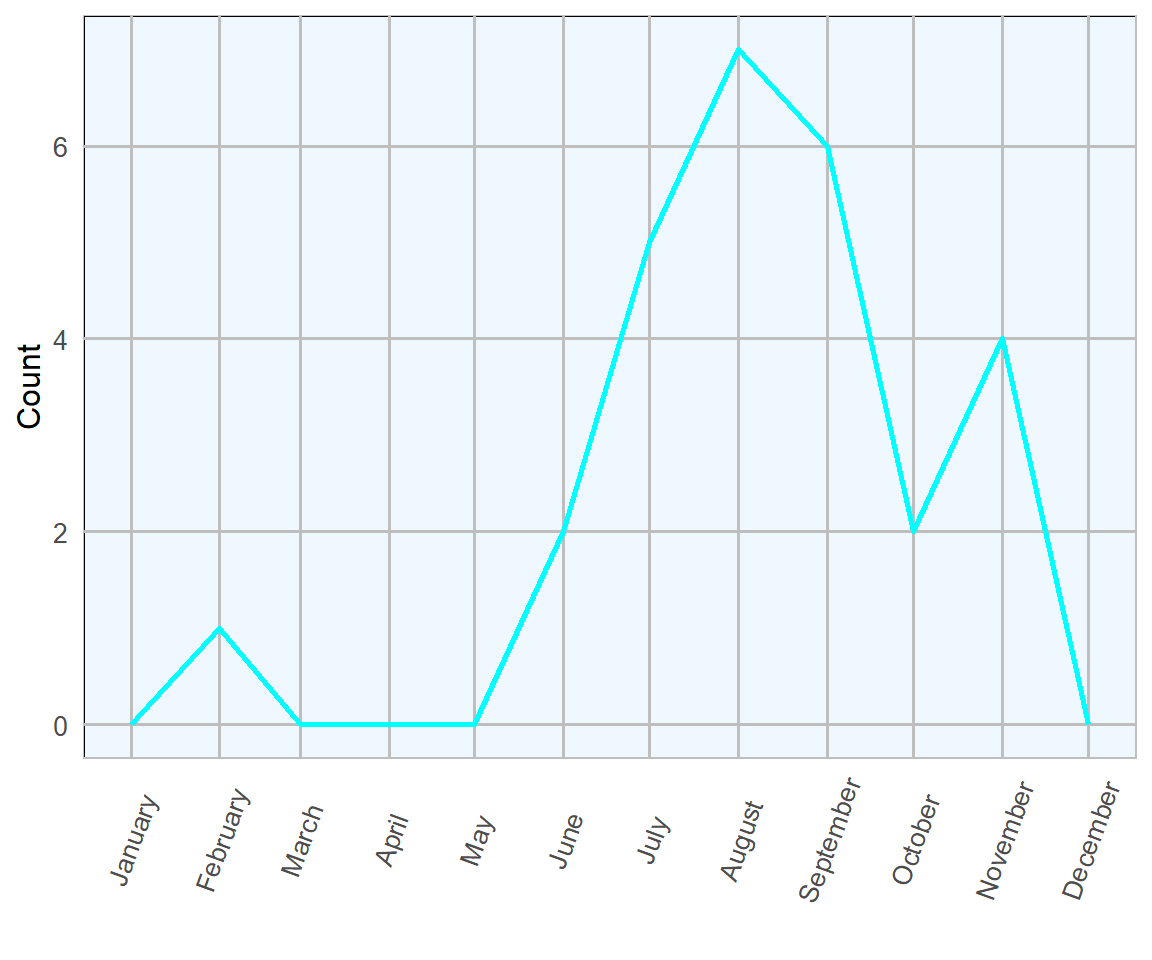 Count
6
4
2
0
January
February
March
April
May
June
July
August
September
October
November
December